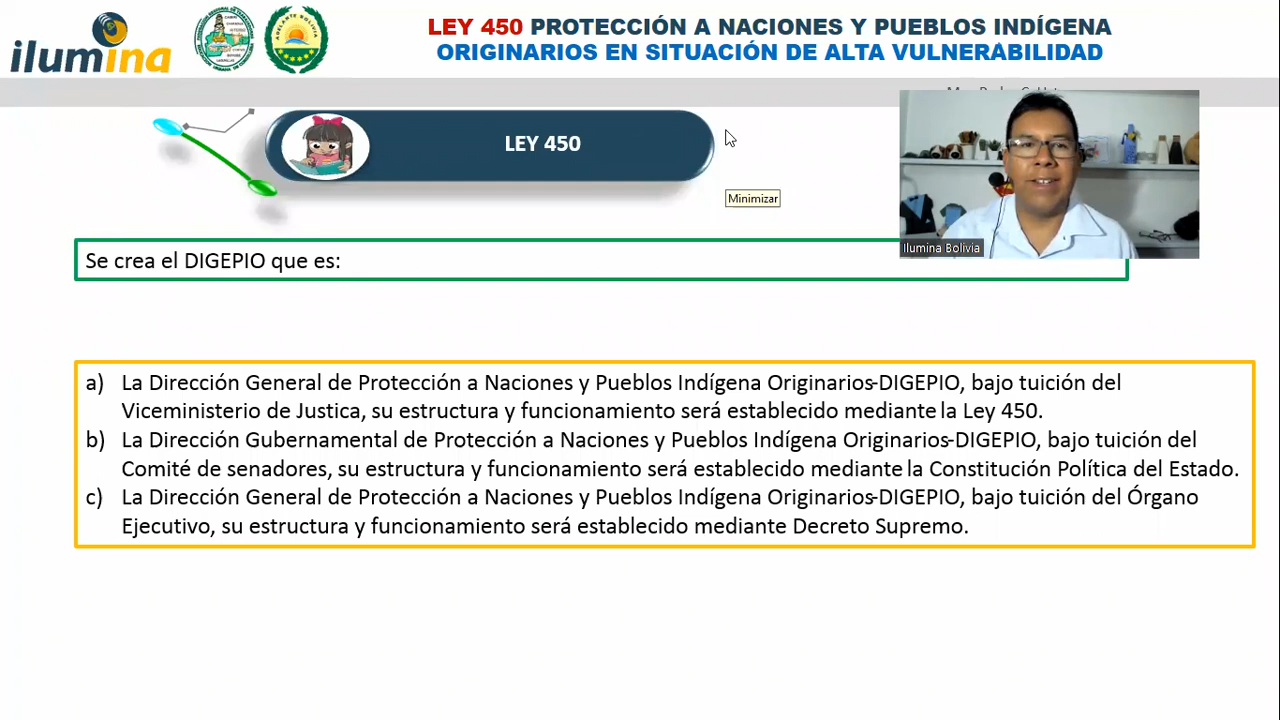 ilumina
ADELANTE BOLIVIA
LEY 450 PROTECCIÓN A NACIONES Y PUEBLOS INDÍGENA
ORIGINARIOS EN SITUACIÓN DE ALTA VULNERABILIDAD
LEY 450
Minimizar
Ilumina Bolivia
Se crea el DIGEPIO que es:
a) La Dirección General de Protección a Naciones y Pueblos Indígena Originarios-DIGEPIO, bajo tuición del
Viceministerio de Justica, su estructura y funcionamiento será establecido mediante la Ley 450.
b) La Dirección Gubernamental de Protección a Naciones y Pueblos Indígena Originarios-DIGEPIO, bajo tuición del
Comité de senadores, su estructura y funcionamiento será establecido mediante la Constitución Política del Estado.
c) La Dirección General de Protección a Naciones y Pueblos Indígena Originarios-DIGEPIO, bajo tuición del Órgano
Ejecutivo, su estructura y funcionamiento será establecido mediante Decreto Supremo.